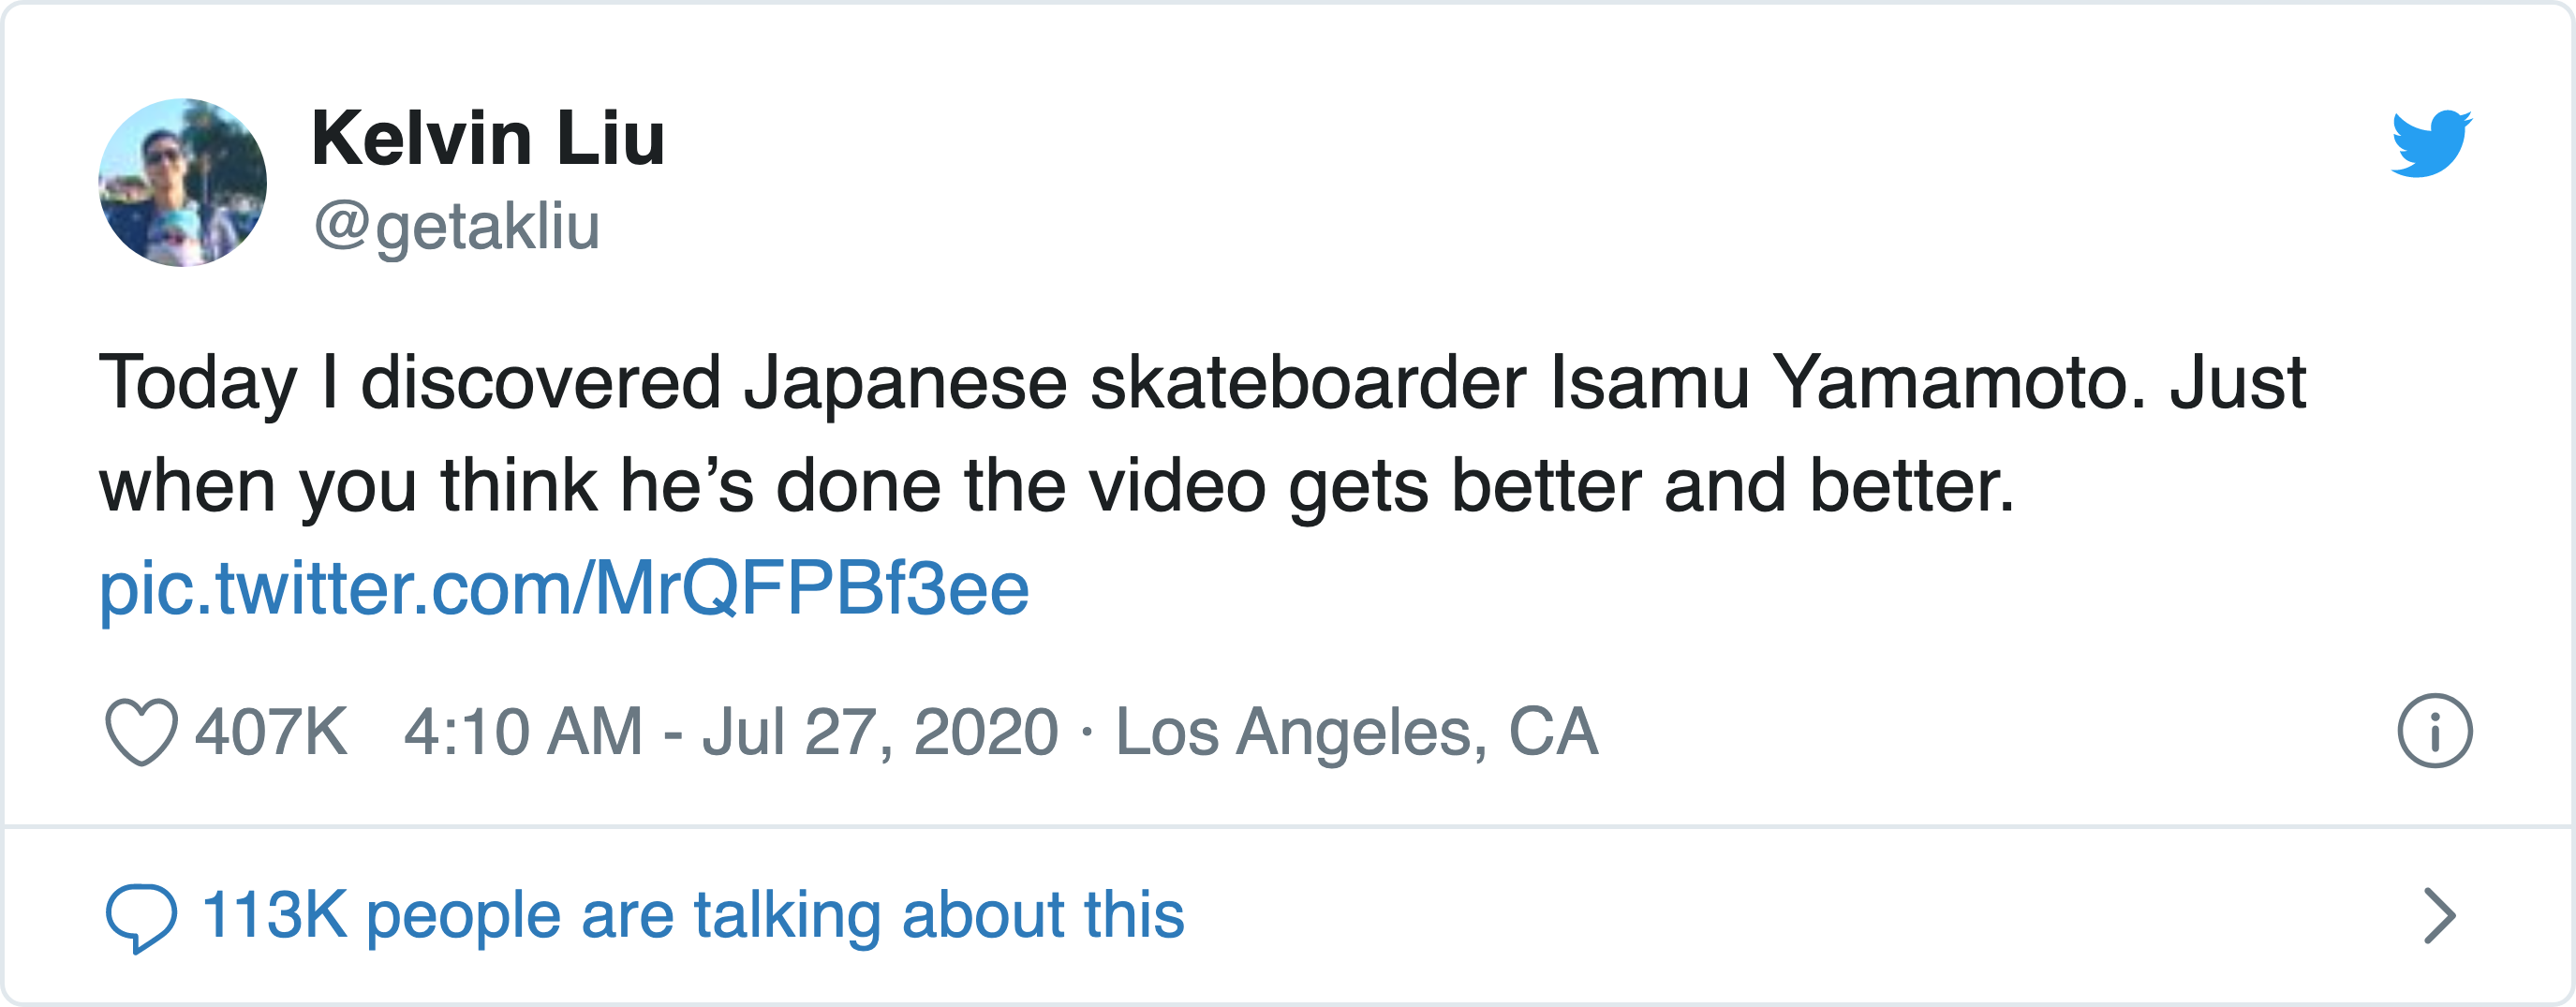 Kelvin Liu
@getakliu
Today I discovered Japanese skateboarder Isamu Yamamoto. Just
when you think he’s done the video gets better and better.
pic.twitter.com/MrQFPBf3ee
407K 4:10 AM - Jul 27, 2020 · Los Angeles, CA
113K people are talking about this